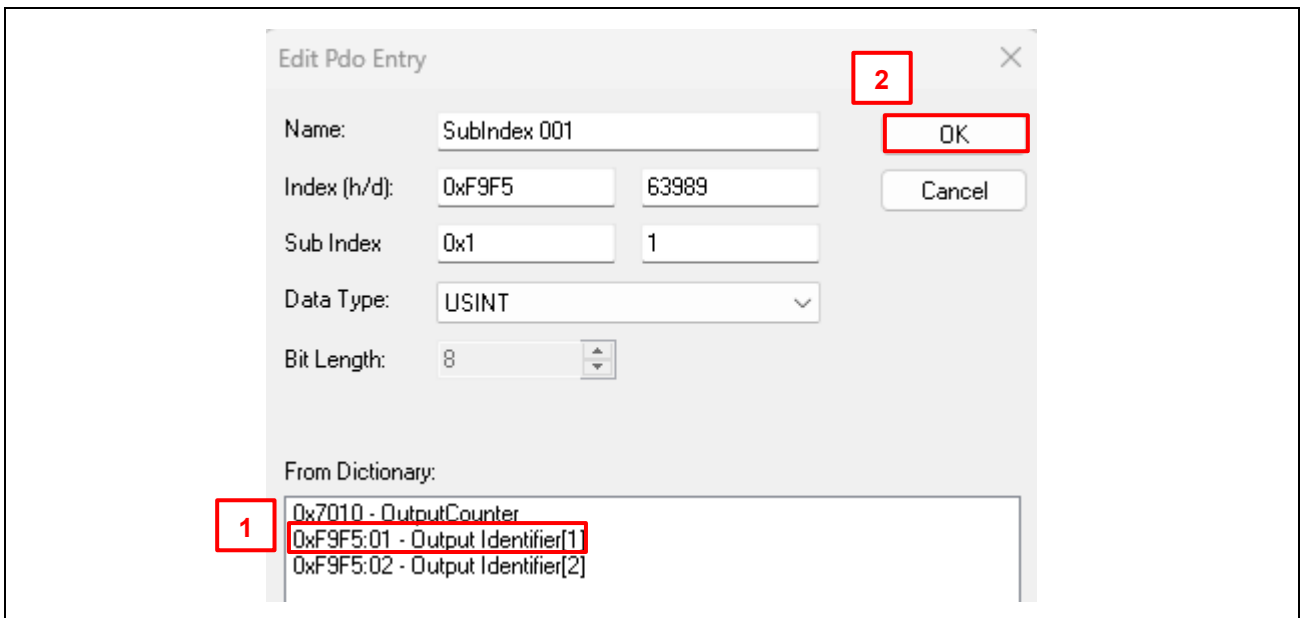 Edit Pdo Entry
2
Name: SubIndex 001 OK
Index (h/d): 0xF9F5 63989 Cancel
Sub Index 0x1 1
Data Type: USINT
Bit Length: 8
From Dictionary:
0x7010 - OutputCounter
1 0xF9F5:01 - Output Identifier[1]
0xF9F5:02 - Output Identifier[2]